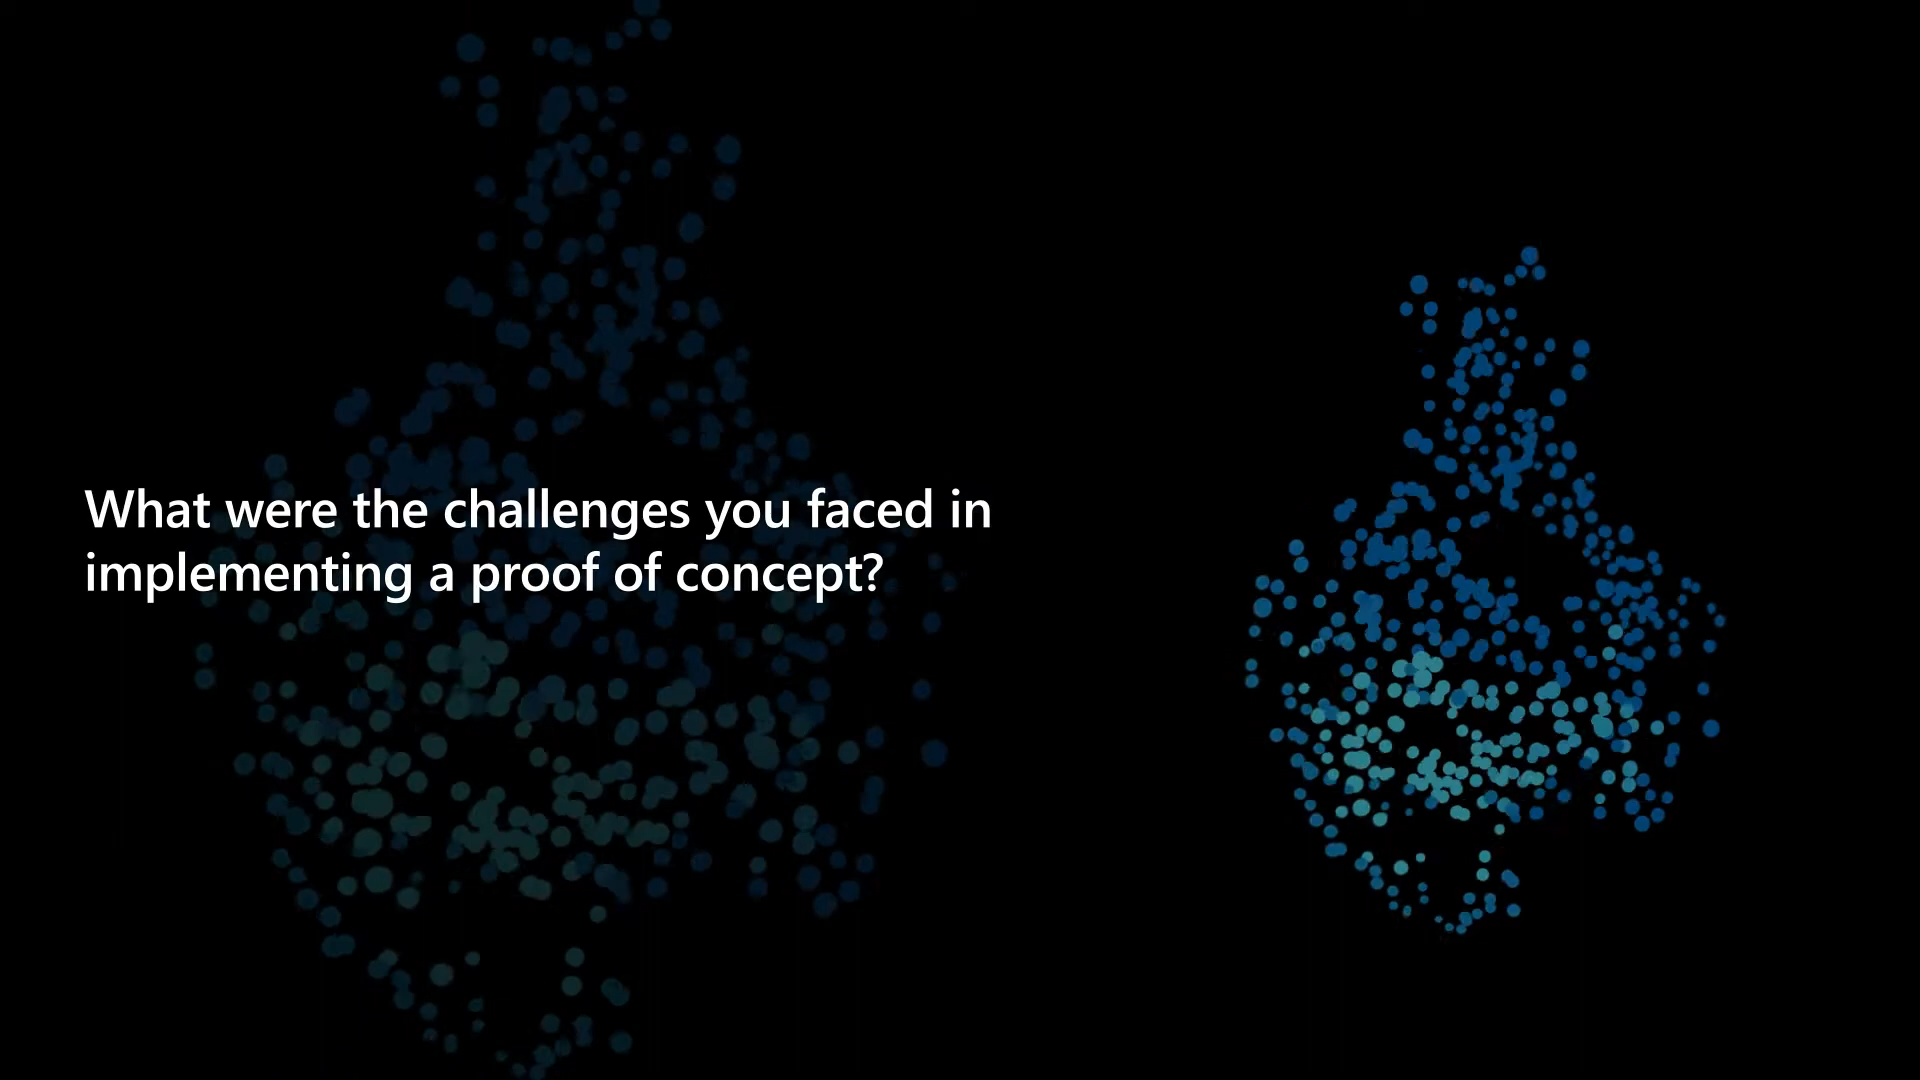 What were the challenges you faced in
implementing a proof of concept?